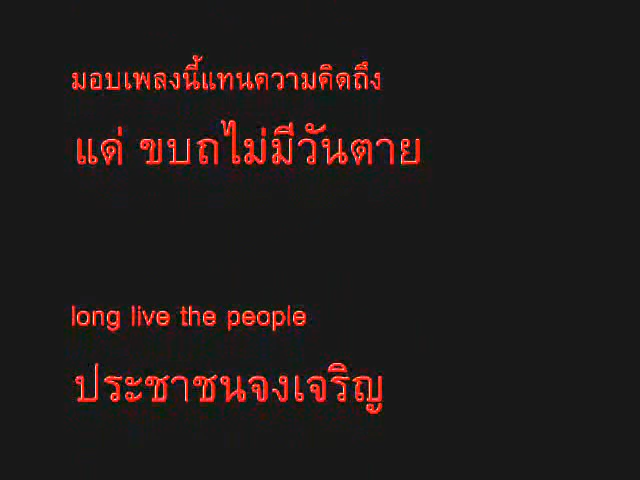 มอบเพลงนี้แทนความคิดถึง
แด่ ขบถไม่มีวันตาย
long live the people
ประชาชนจงเจริญ